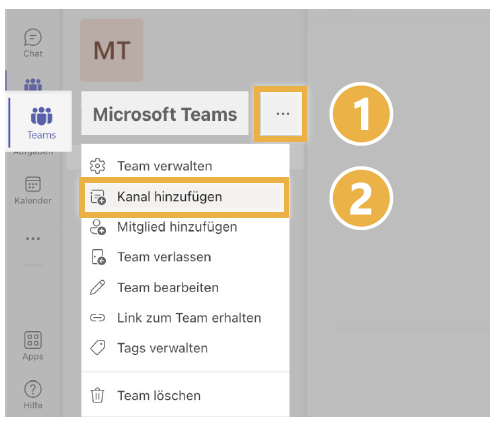 Chat
MT
Microsoft Teams
...
1
Teams
Aufgaben
Team verwalten
Kanal hinzufügen
2
Kalender
Mitglied hinzufügen
...
Team verlassen
Team bearbeiten
Link zum Team erhalten
Apps
Tags verwalten
Hilfe
Team löschen